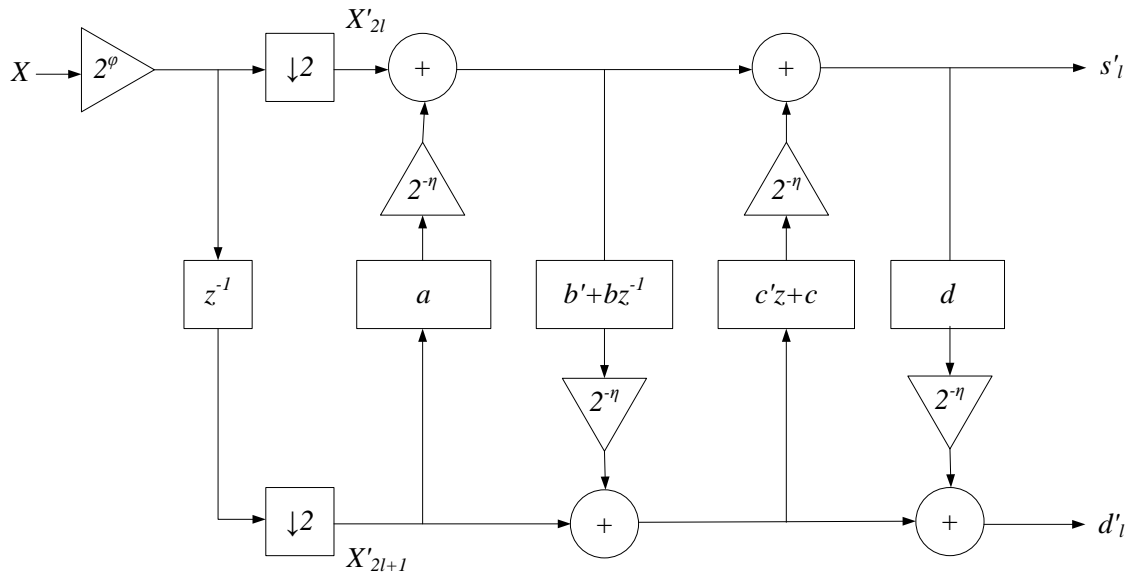 X'₂ₗ
X
2^φ
↓2
+
+
s'ₗ
2^-η
2^-η
z⁻¹
a
b'+bz⁻¹
c'z+c
d
2^-η
2^-η
↓2
+
+
d'ₗ
X'₂ₗ₊₁